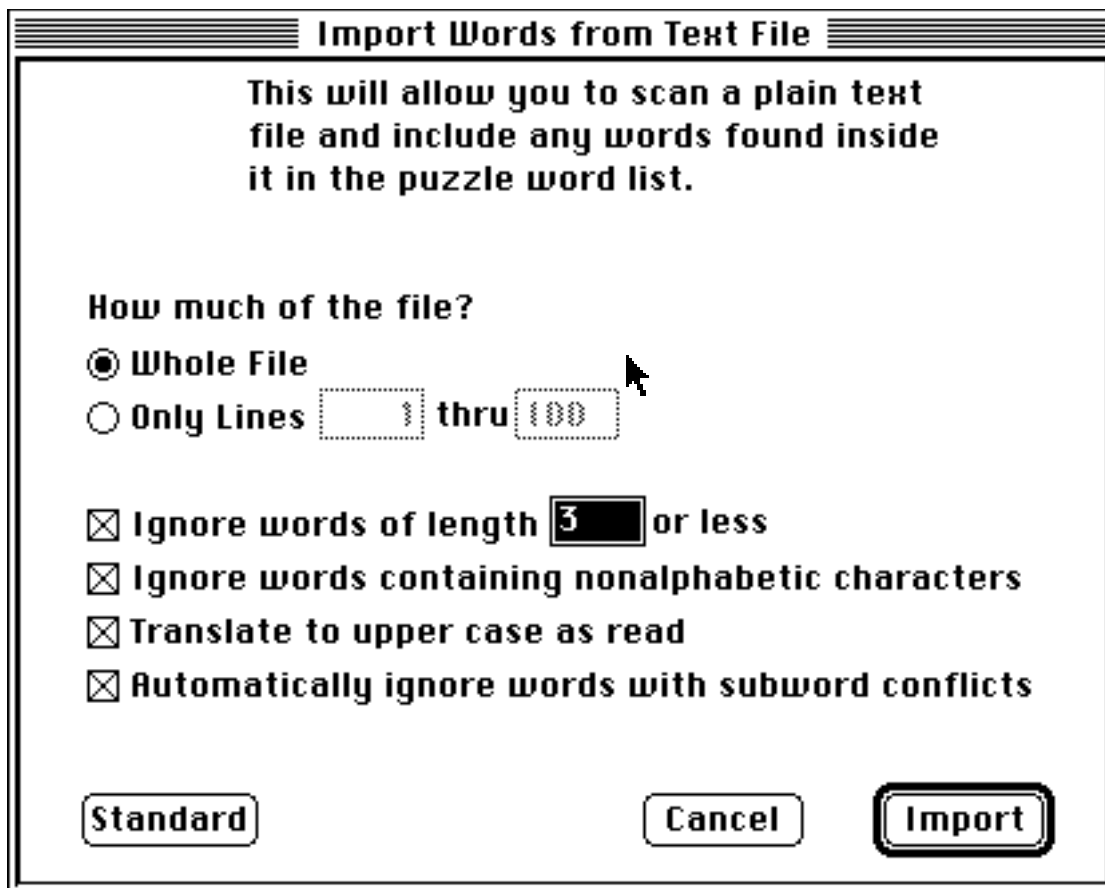 Import Words from Text File
This will allow you to scan a plain text
file and include any words found inside
it in the puzzle word list.
How much of the file?
Whole File
Only Lines 1 thru 100
Ignore words of length 3 or less
Ignore words containing nonalphabetic characters
Translate to upper case as read
Automatically ignore words with subword conflicts
Standard Cancel Import